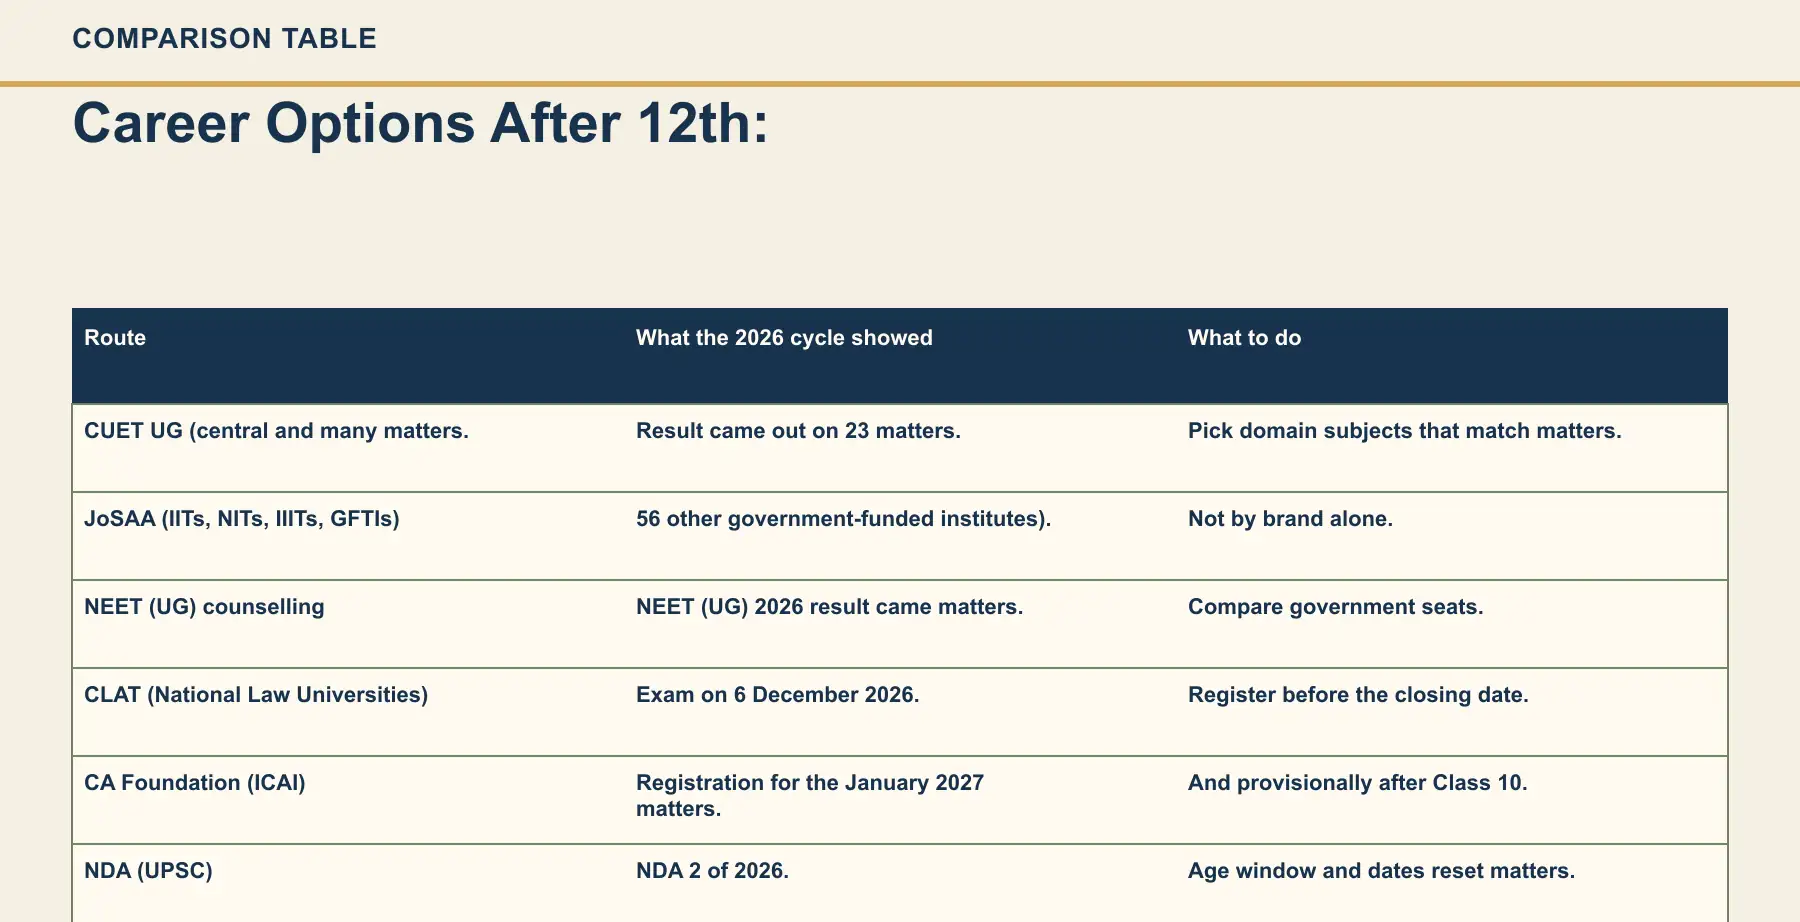 COMPARISON TABLE
Career Options After 12th:
Route What the 2026 cycle showed What to do
CUET UG (central and many matters. Result came out on 23 matters. Pick domain subjects that match matters.
JoSAA (IITs, NITs, IIITs, GFTIs) 56 other government-funded institutes). Not by brand alone.
NEET (UG) counselling NEET (UG) 2026 result came matters. Compare government seats.
CLAT (National Law Universities) Exam on 6 December 2026. Register before the closing date.
CA Foundation (ICAI) Registration for the January 2027 And provisionally after Class 10.
matters.
NDA (UPSC) NDA 2 of 2026. Age window and dates reset matters.